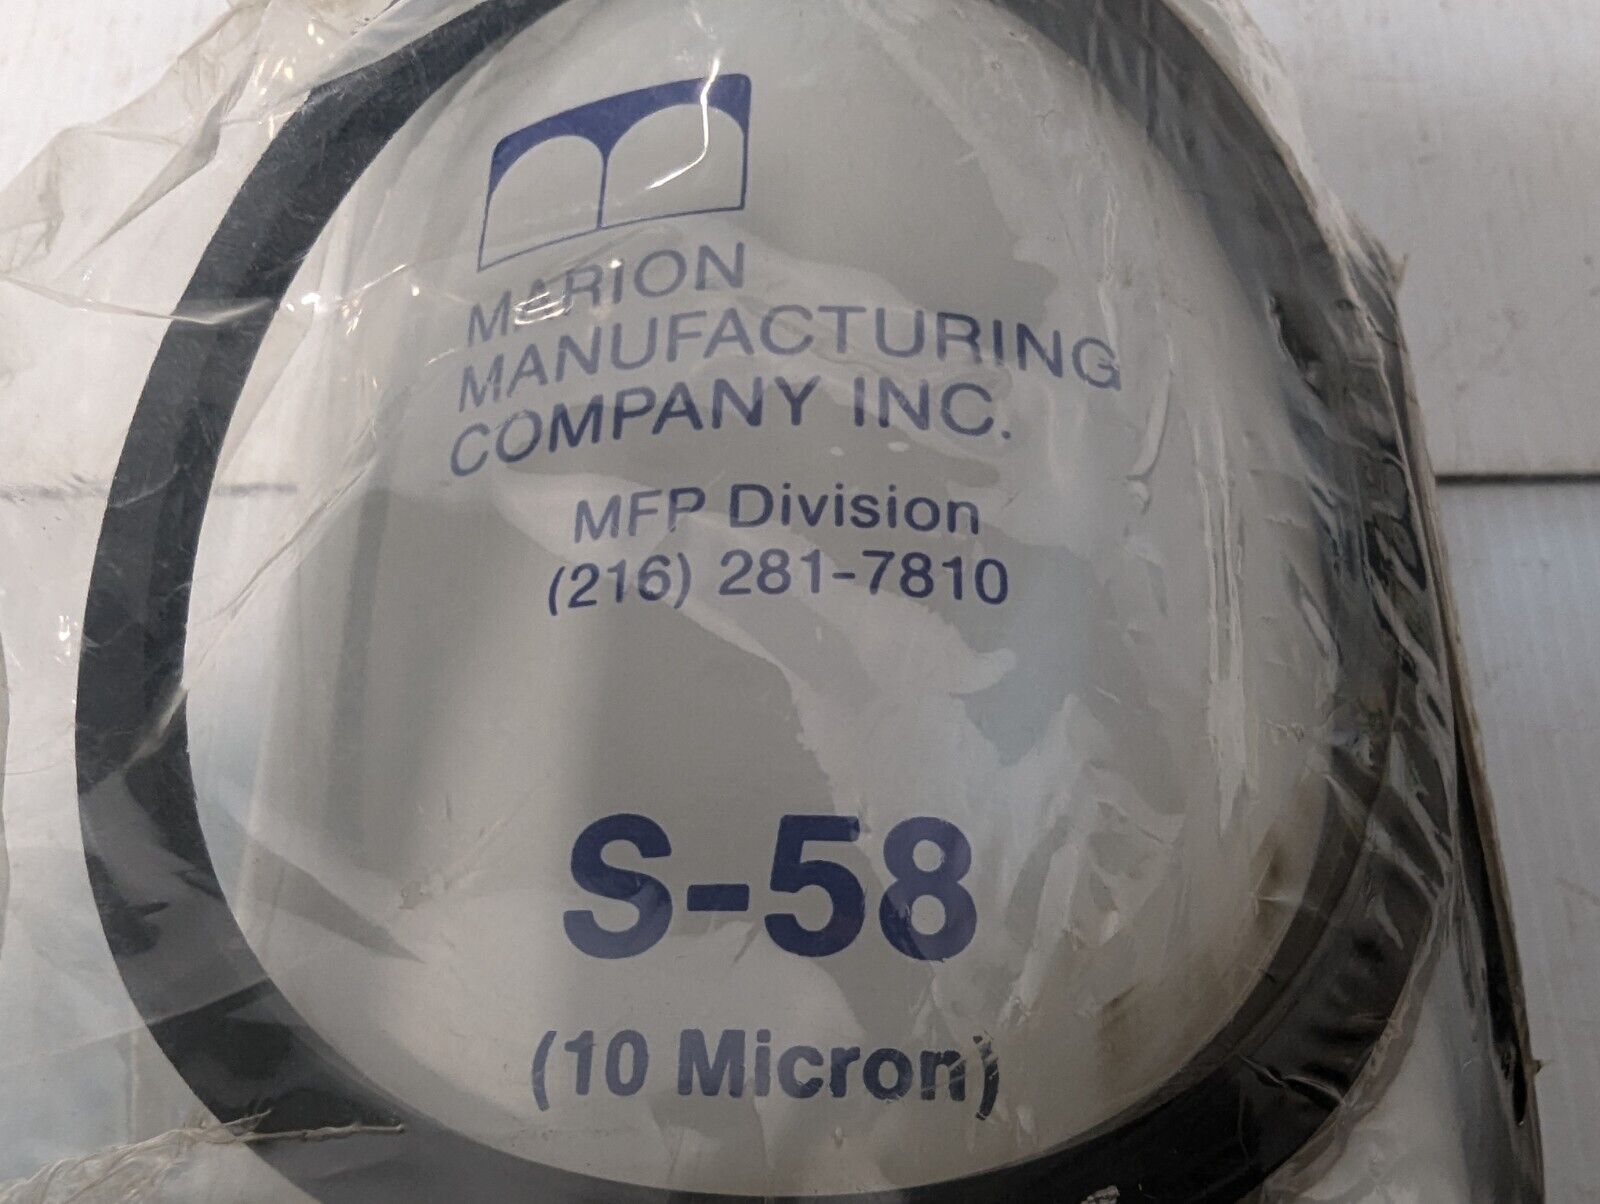 MARION
MANUFACTURING
COMPANY INC.
MFP Division
(216) 281-7810
S-58
(10 Micron)